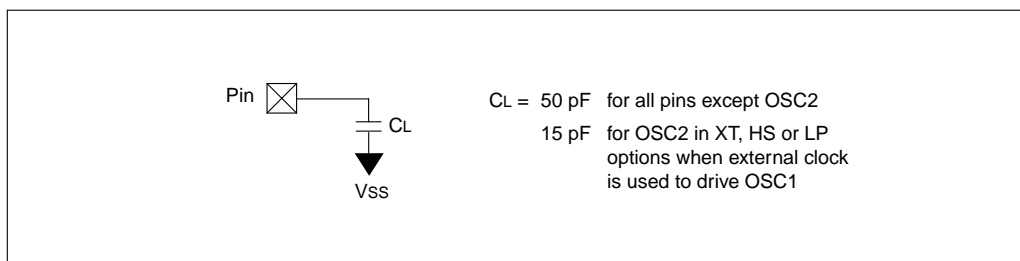 Pin
CL
VSS
CL = 50 pF for all pins except OSC2
15 pF for OSC2 in XT, HS or LP
options when external clock
is used to drive OSC1